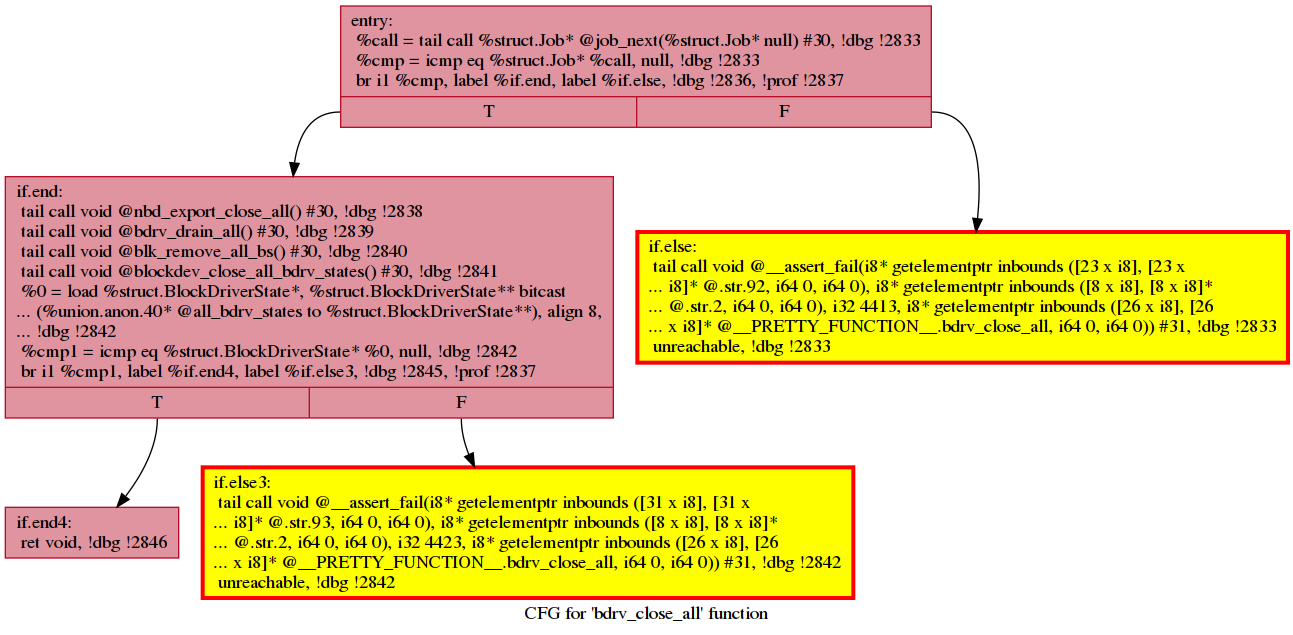 entry:
%call = tail call %struct.Job* @job_next(%struct.Job* null) #30, !dbg !2833
%cmp = icmp eq %struct.Job* %call, null, !dbg !2833
br i1 %cmp, label %if.end, label %if.else, !dbg !2836, !prof !2837
T
F
if.end:
tail call void @nbd_export_close_all() #30, !dbg !2838
tail call void @bdrv_drain_all() #30, !dbg !2839
tail call void @blk_remove_all_bs() #30, !dbg !2840
tail call void @blockdev_close_all_bdrv_states() #30, !dbg !2841
%0 = load %struct.BlockDriverState*, %struct.BlockDriverState** bitcast
... (%union.anon.40* @all_bdrv_states to %struct.BlockDriverState**), align 8,
... !dbg !2842
%cmp1 = icmp eq %struct.BlockDriverState* %0, null, !dbg !2842
br i1 %cmp1, label %if.end4, label %if.else3, !dbg !2845, !prof !2837
T
F
if.else:
tail call void @__assert_fail(i8* getelementptr inbounds ([23 x i8], [23 x
... i8]* @.str.92, i64 0, i64 0), i8* getelementptr inbounds ([8 x i8], [8 x i8]*
... @.str.2, i64 0, i64 0), i32 4413, i8* getelementptr inbounds ([26 x i8], [26
... x i8]* @__PRETTY_FUNCTION__.bdrv_close_all, i64 0, i64 0)) #31, !dbg !2833
unreachable, !dbg !2833
if.end4:
ret void, !dbg !2846
if.else3:
tail call void @__assert_fail(i8* getelementptr inbounds ([31 x i8], [31 x
... i8]* @.str.93, i64 0, i64 0), i8* getelementptr inbounds ([8 x i8], [8 x i8]*
... @.str.2, i64 0, i64 0), i32 4423, i8* getelementptr inbounds ([26 x i8], [26
... x i8]* @__PRETTY_FUNCTION__.bdrv_close_all, i64 0, i64 0)) #31, !dbg !2842
unreachable, !dbg !2842
CFG for 'bdrv_close_all' function